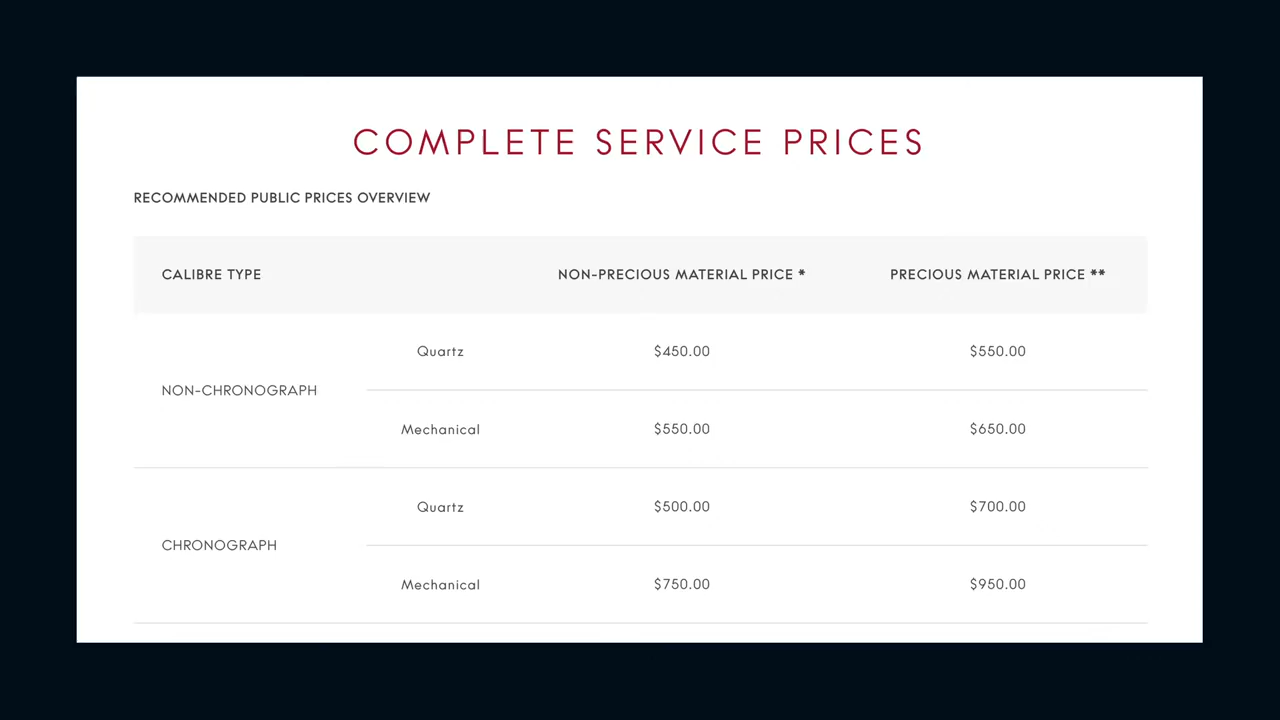 COMPLETE SERVICE PRICES
RECOMMENDED PUBLIC PRICES OVERVIEW
CALIBRE TYPE NON-PRECIOUS MATERIAL PRICE * PRECIOUS MATERIAL PRICE **
NON-CHRONOGRAPH
Quartz $450.00 $550.00
Mechanical $550.00 $650.00
CHRONOGRAPH
Quartz $500.00 $700.00
Mechanical $750.00 $950.00